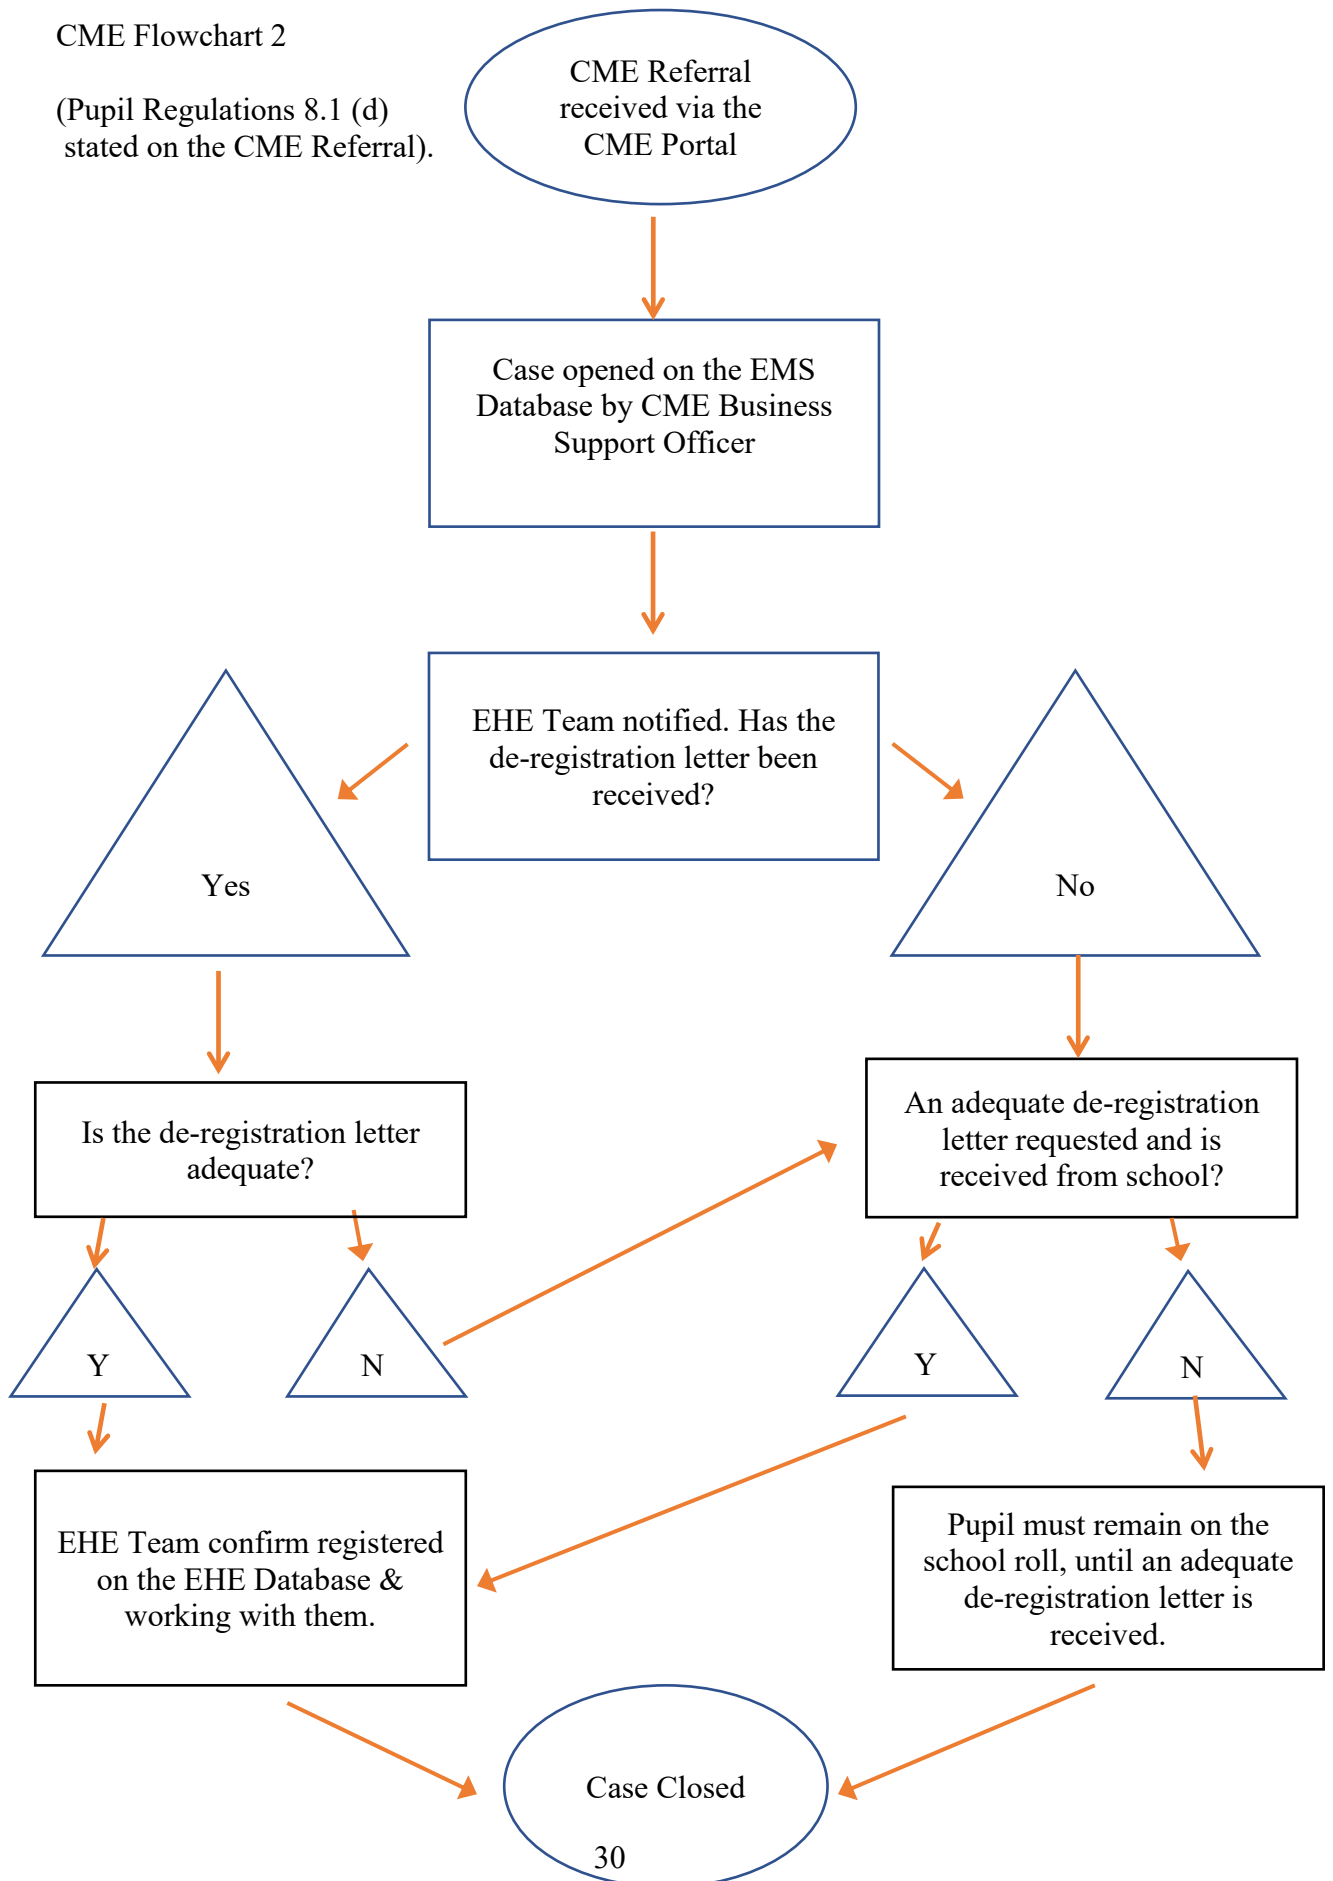 CME Flowchart 2
(Pupil Regulations 8.1 (d)
stated on the CME Referral).
CME Referral
received via the
CME Portal
Case opened on the EMS
Database by CME Business
Support Officer
EHE Team notified. Has the
de-registration letter been
received?
Yes
No
Is the de-registration letter
adequate?
An adequate de-registration
letter requested and is
received from school?
Y
N
Y
N
EHE Team confirm registered
on the EHE Database &
working with them.
Pupil must remain on the
school roll, until an adequate
de-registration letter is
received.
Case Closed
30